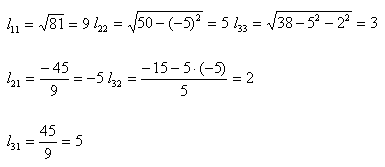 l₁₁ = √81 = 9 l₂₂ = √(50 − (−5)²) = 5 l₃₃ = √(38 − 5² − 2²) = 3
l₂₁ = −45/9 = −5 l₃₂ = (−15 − 5·(−5))/5 = 2
l₃₁ = 45/9 = 5